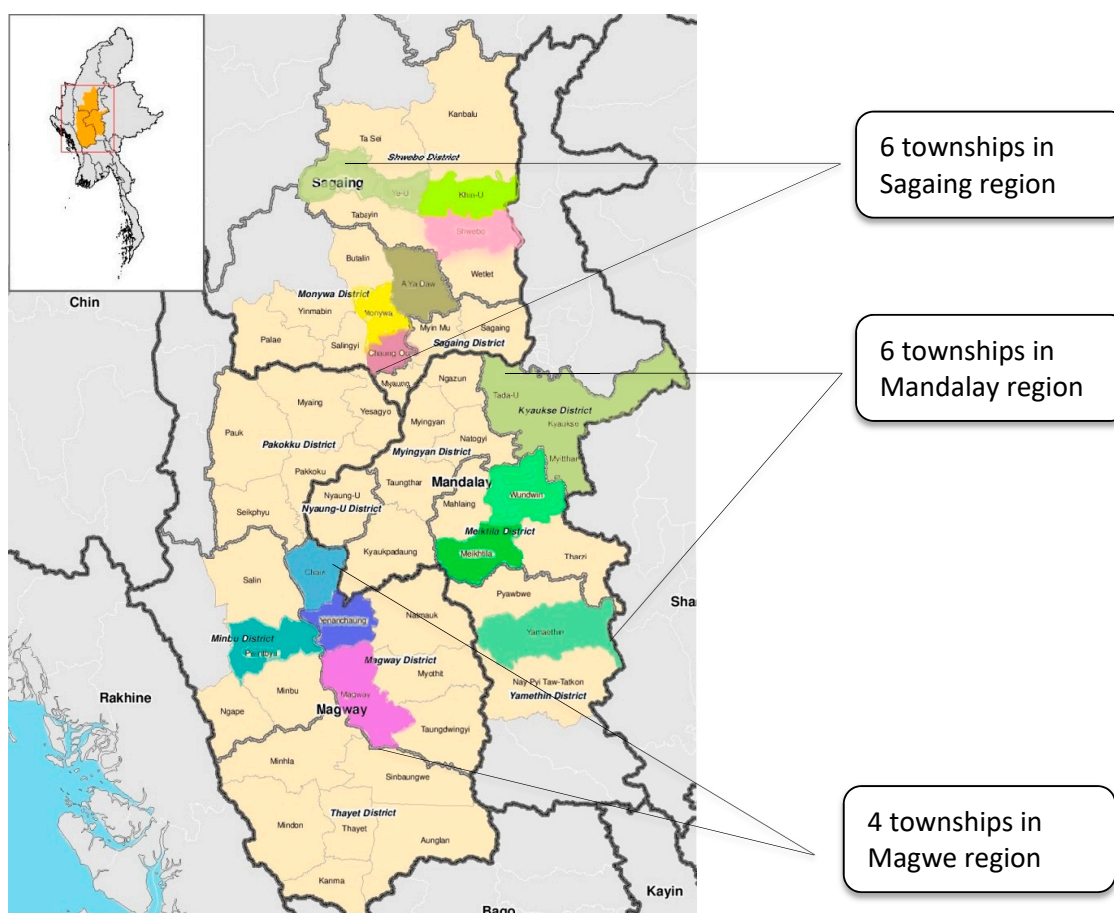 Kanbalu
Ta Sei
Shwebo District
Sagaing
Ye-U
Khin-U
Tabayin
Shwebo
Butalin
A Ya Daw
Wetlet
Chin
Monywa District
Yinmabin
Monywa
Palae
Salingyi
Myin Mu
Sagaing
Sagaing District
Chaung Oo
Myaung
Ngazun
Tada-U
Kyaukse District
Kyaukse
Myaing
Yesagyo
Myingyan
Pauk
Pakokku District
Natogyi
Myingyan District
Myitthar
Pakkoku
Nyaung-U
Taungthar
Mandalay
Wundwin
Mahlaing
Seikphyu
Nyaung-U District
Meiktila District
Meikhtila
Kyaukpadaung
Tharzi
Salin
Chauk
Pyawbwe
Shan
Natmauk
Yenanchaung
Yamaethin
Minbu District
Magway District
Myothit
Nay Pyi Taw-Tatkon
Yamethin District
Rakhine
Minbu
Magway
Ngape
Magway
Taungdwingyi
Minhla
Sinbaungwe
Thayet District
Mindon
Thayet
Aunglan
Kanma
Kayin
Bago
6 townships in
Sagaing region
6 townships in
Mandalay region
4 townships in
Magwe region